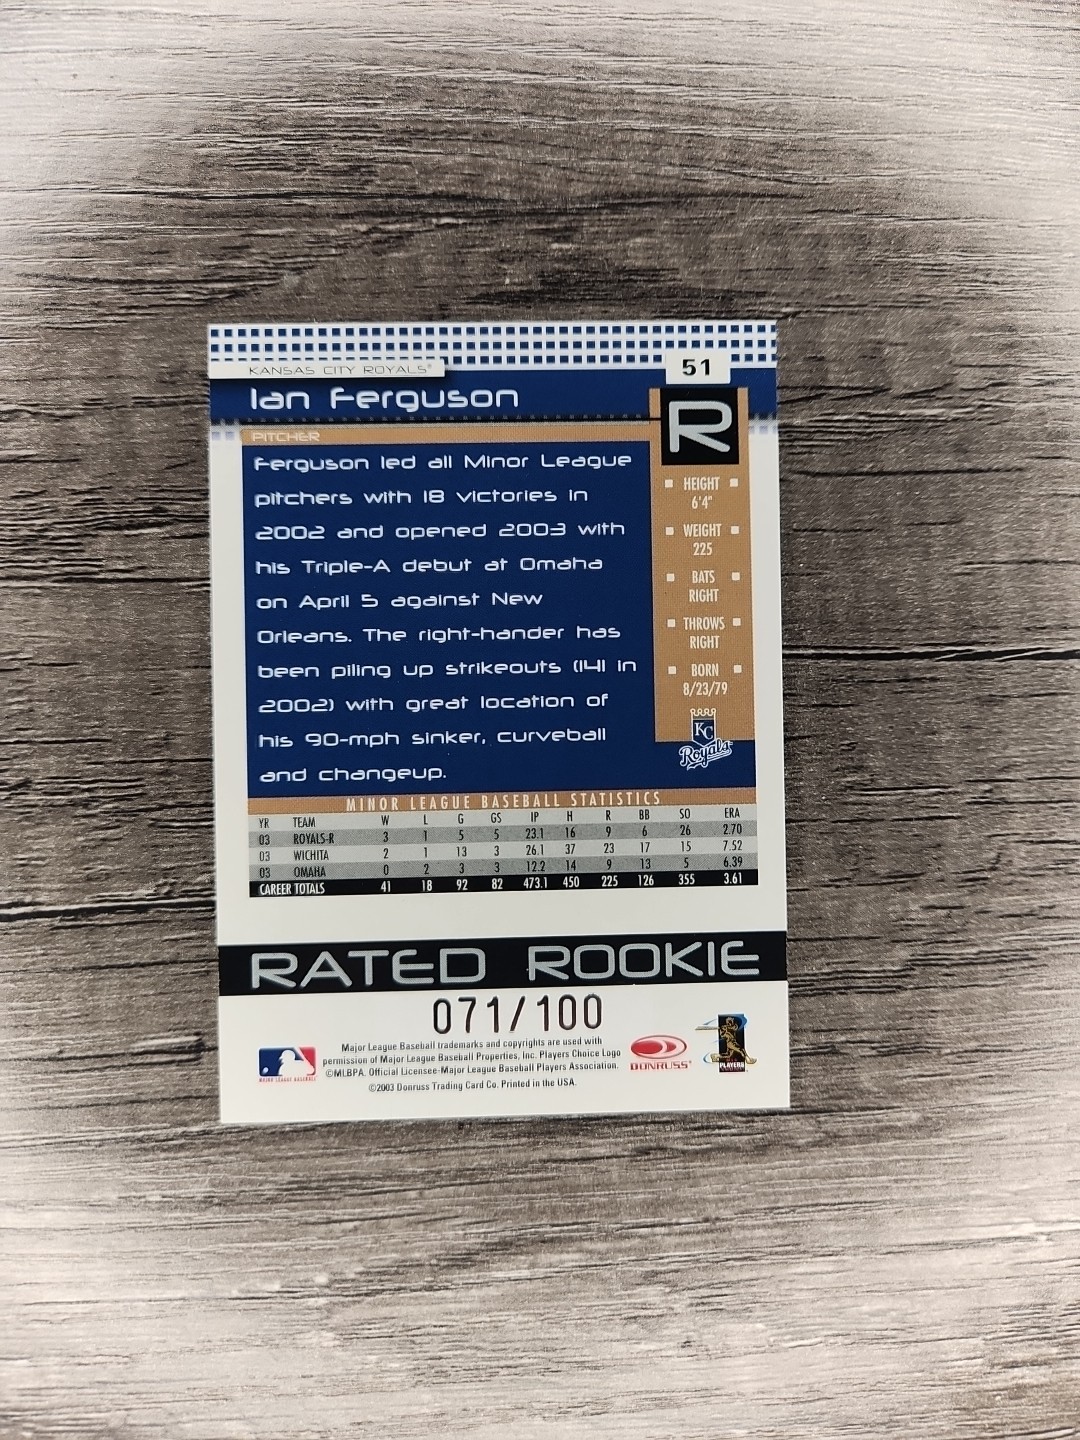 KANSAS CITY ROYALS®
51
Ian Ferguson
R
PITCHER
Ferguson led all Minor League
pitchers with 18 victories in
2002 and opened 2003 with
his Triple-A debut at Omaha
on April 5 against New
Orleans. The right-hander has
been piling up strikeouts (141 in
2002) with great location of
his 90-mph sinker, curveball
and changeup.
HEIGHT
6'4"
WEIGHT
225
BATS
RIGHT
THROWS
RIGHT
BORN
8/23/79
KC
Royals
MINOR LEAGUE BASEBALL STATISTICS
YR TEAM W L G GS IP H R BB SO ERA
03 ROYALS-R 3 1 5 5 23.1 16 9 6 26 2.70
03 WICHITA 2 1 13 3 26.1 37 23 17 15 7.52
03 OMAHA 0 2 3 3 12.2 14 9 13 5 6.39
CAREER TOTALS 41 18 92 82 473.1 450 225 126 355 3.61
RATED ROOKIE
071/100
Major League Baseball trademarks and copyrights are used with
permission of Major League Baseball Properties, Inc. Players Choice Logo
©MLBPA. Official Licensee-Major League Baseball Players Association.
©2003 Donruss Trading Card Co. Printed in the USA.
MAJOR LEAGUE BASEBALL
DONRUSS®
PLAYERS